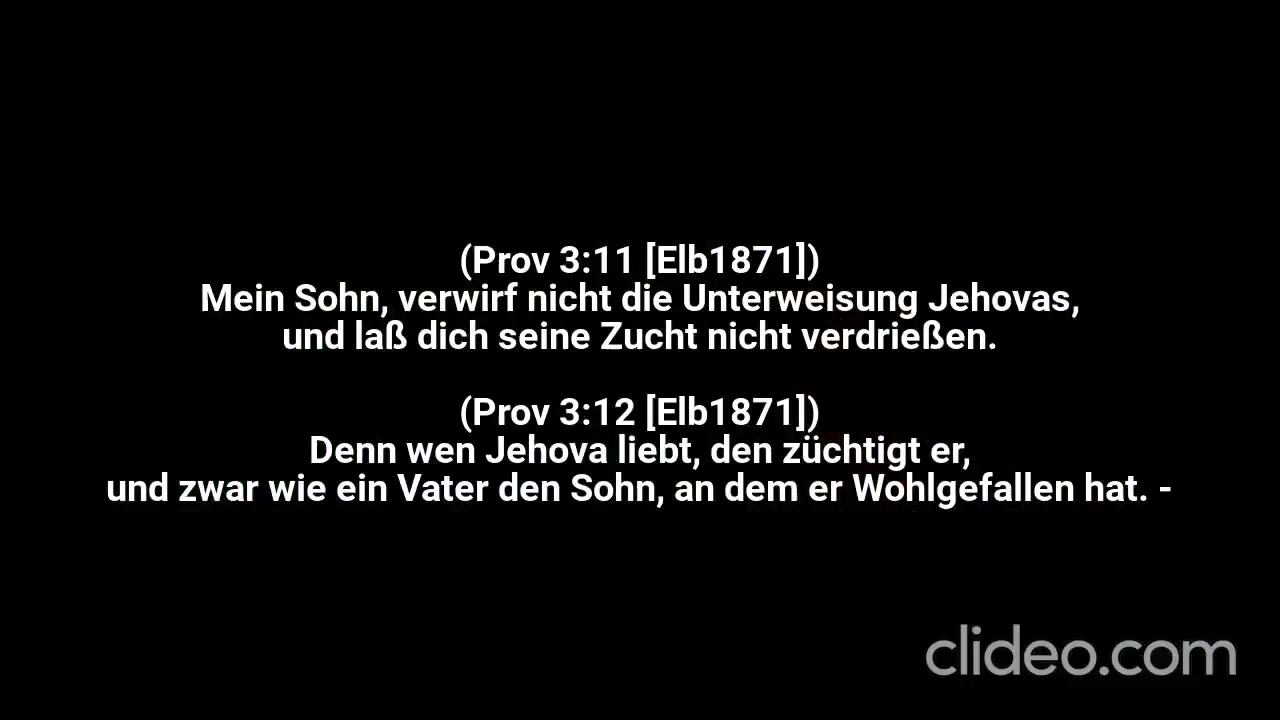 (Prov 3:11 [Elb1871])
Mein Sohn, verwirf nicht die Unterweisung Jehovas,
und laß dich seine Zucht nicht verdrießen.
(Prov 3:12 [Elb1871])
Denn wen Jehova liebt, den züchtigt er,
und zwar wie ein Vater den Sohn, an dem er Wohlgefallen hat. -
clideo.com